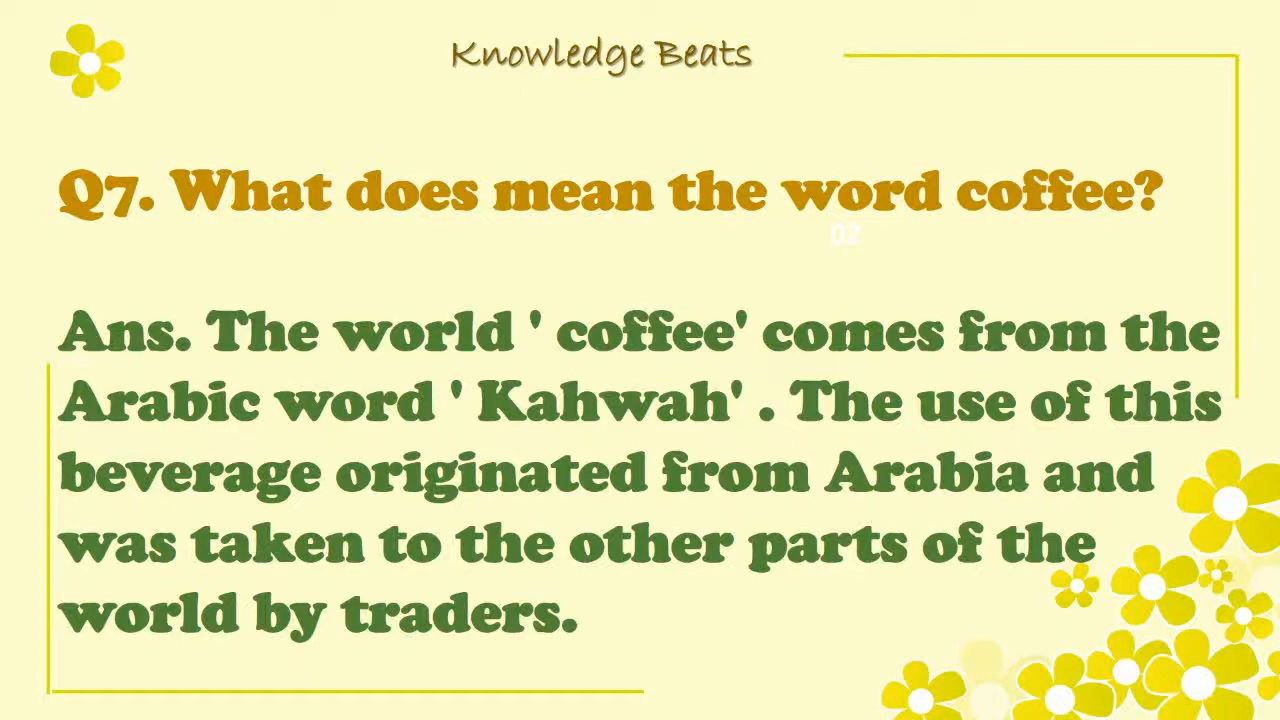 Knowledge Beats
Q7. What does mean the word coffee?
02
Ans. The world ' coffee' comes from the
Arabic word ' Kahwah' . The use of this
beverage originated from Arabia and
was taken to the other parts of the
world by traders.